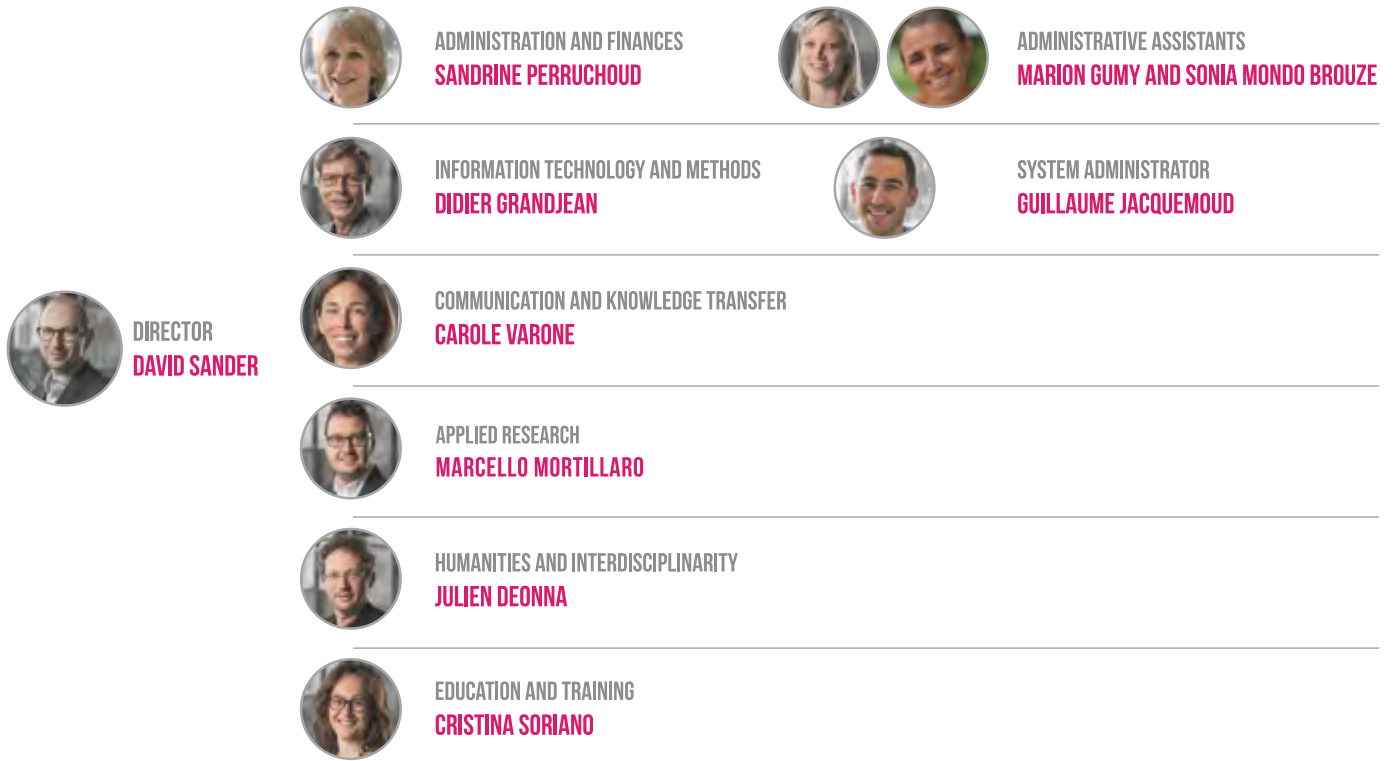 ADMINISTRATION AND FINANCES
SANDRINE PERRUCHOUD
ADMINISTRATIVE ASSISTANTS
MARION GUMY AND SONIA MONDO BROUZE
INFORMATION TECHNOLOGY AND METHODS
DIDIER GRANDJEAN
SYSTEM ADMINISTRATOR
GUILLAUME JACQUEMOUD
DIRECTOR
DAVID SANDER
COMMUNICATION AND KNOWLEDGE TRANSFER
CAROLE VARONE
APPLIED RESEARCH
MARCELLO MORTILLARO
HUMANITIES AND INTERDISCIPLINARITY
JULIEN DEONNA
EDUCATION AND TRAINING
CRISTINA SORIANO